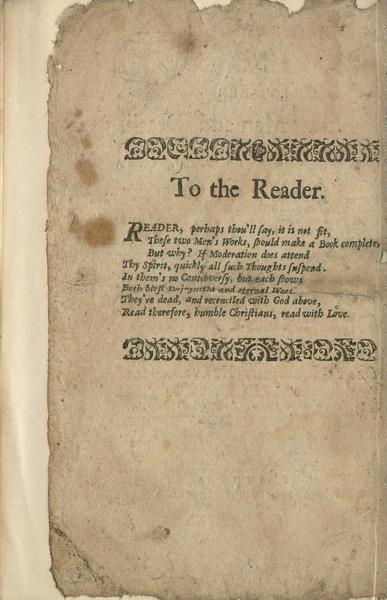 To the Reader.
READER, perhaps thou'll ſay, it is not fit,
Theſe two Men's Works, ſhould make a Book complete,
But why? If Moderation does attend
Thy Spirit, quickly all ſuch Thoughts ſuſpend.
In them's no Controverſy, but each ſhows
Both bleſt Enjoyment and eternal Woes.
They've dead, and reconciled with God above,
Read therefore, humble Chriſtians, read with Love.